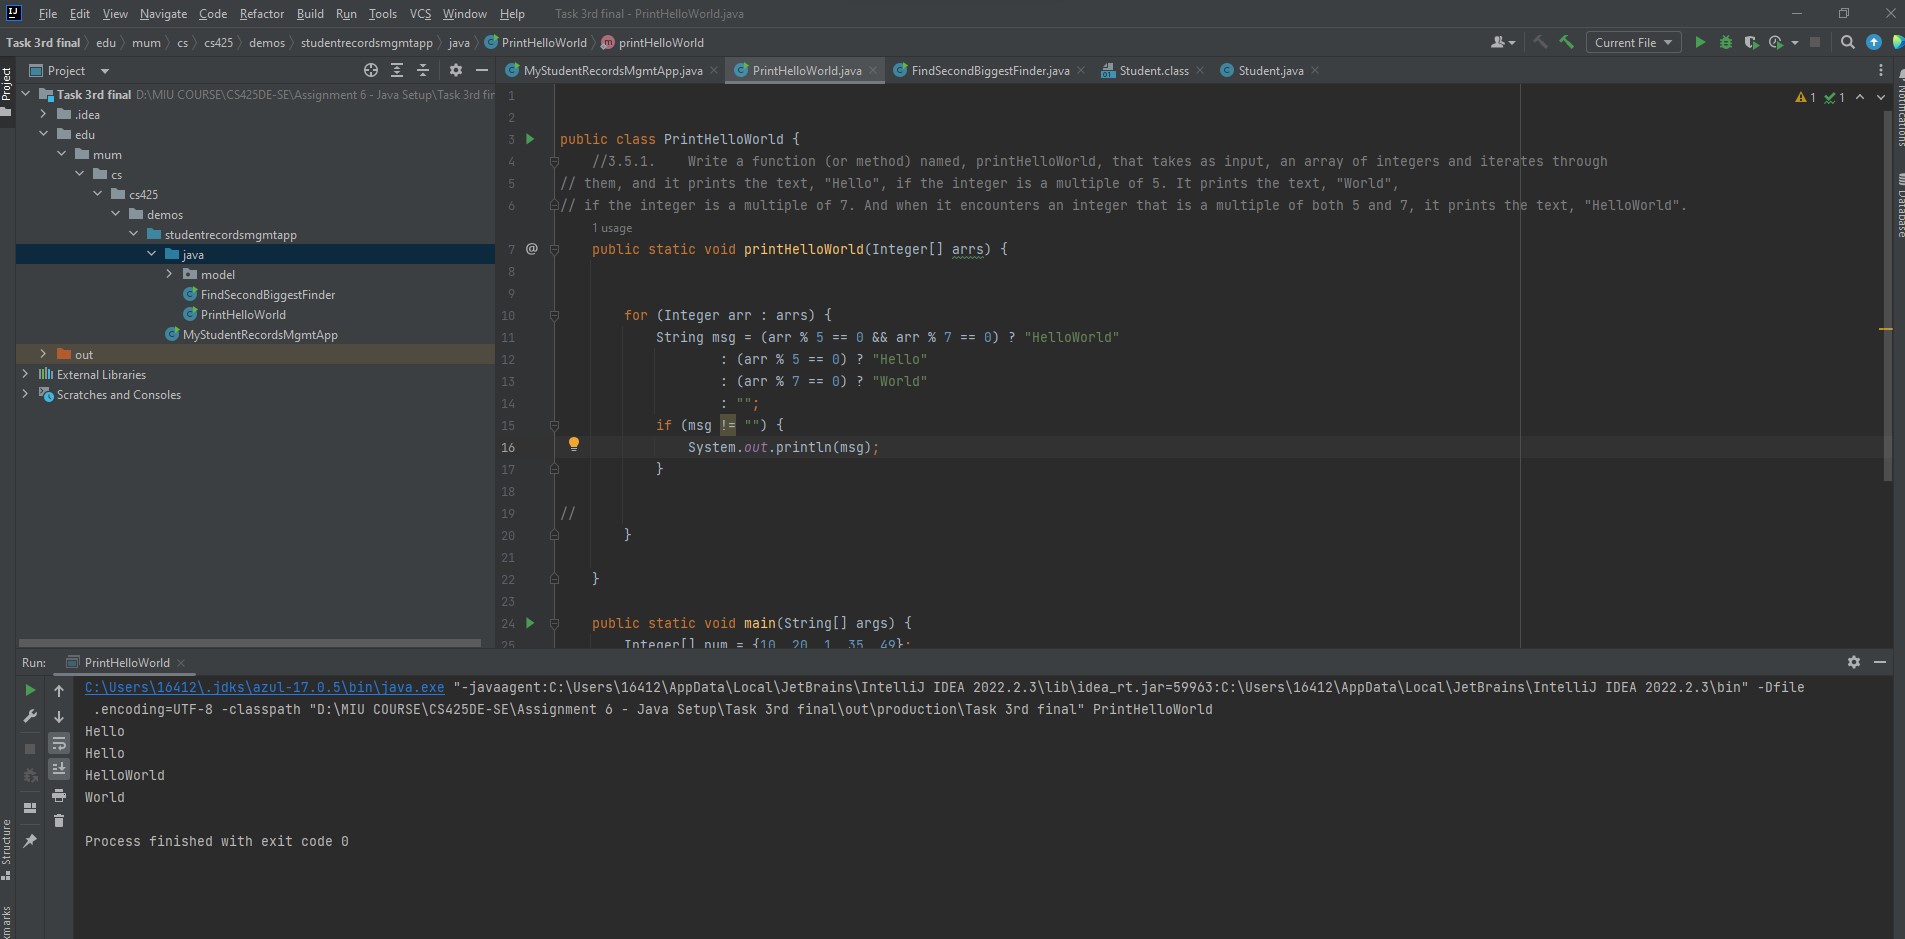 File Edit View Navigate Code Refactor Build Run Tools VCS Window Help Task 3rd final - PrintHelloWorld.java
Task 3rd final edu mum cs cs425 demos studentrecordsmgmtapp java PrintHelloWorld printHelloWorld Current File
Project
Project
MyStudentRecordsMgmtApp.java PrintHelloWorld.java FindSecondBiggestFinder.java Student.class Student.java
Task 3rd final D:\MIU COURSE\CS425DE-SE\Assignment 6 - Java Setup\Task 3rd fin
.idea
edu
mum
cs
cs425
demos
studentrecordsmgmtapp
java
model
FindSecondBiggestFinder
PrintHelloWorld
MyStudentRecordsMgmtApp
out
External Libraries
Scratches and Consoles
1 1
1
2
3 public class PrintHelloWorld {
4 //3.5.1. Write a function (or method) named, printHelloWorld, that takes as input, an array of integers and iterates through
5 // them, and it prints the text, "Hello", if the integer is a multiple of 5. It prints the text, "World",
6 // if the integer is a multiple of 7. And when it encounters an integer that is a multiple of both 5 and 7, it prints the text, "HelloWorld".
1 usage
7 @ public static void printHelloWorld(Integer[] arrs) {
8
9
10 for (Integer arr : arrs) {
11 String msg = (arr % 5 == 0 && arr % 7 == 0) ? "HelloWorld"
12 : (arr % 5 == 0) ? "Hello"
13 : (arr % 7 == 0) ? "World"
14 : "";
15 if (msg != "") {
16 System.out.println(msg);
17 }
18
19 //
20 }
21
22 }
23
24 public static void main(String[] args) {
25 Integer[] num = {10, 20, 1, 35, 49};
Notifications
Database
Run: PrintHelloWorld
C:\Users\16412\.jdks\azul-17.0.5\bin\java.exe "-javaagent:C:\Users\16412\AppData\Local\JetBrains\IntelliJ IDEA 2022.2.3\lib\idea_rt.jar=59963:C:\Users\16412\AppData\Local\JetBrains\IntelliJ IDEA 2022.2.3\bin" -Dfile
.encoding=UTF-8 -classpath "D:\MIU COURSE\CS425DE-SE\Assignment 6 - Java Setup\Task 3rd final\out\production\Task 3rd final" PrintHelloWorld
Hello
Hello
HelloWorld
World
Process finished with exit code 0
Structure
kmarks